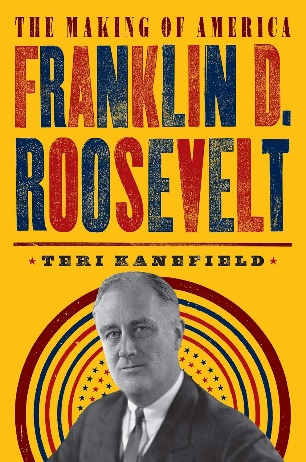 THE MAKING OF AMERICA
FRANKLIN D.
ROOSEVELT
TERI KANEFIELD